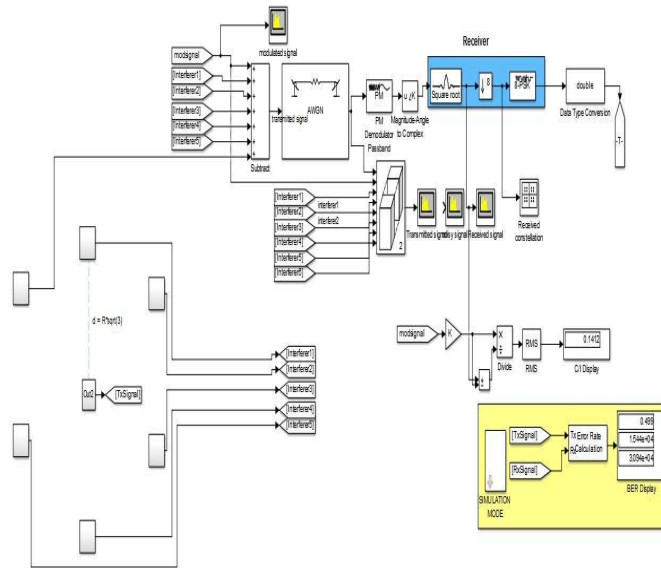 modulated signal
Receiver
modsignal
[Interferer1]
[Interferer2]
[Interferer3]
[Interferer4]
[Interferer5]
+
+
+
+
+
+
+
Subtract
transmitted signal
AWGN
PM
PM
Demodulator
Passband
Magnitude-Angle
to Complex
Square root
8
8-PSK
double
Data Type Conversion
-T-
[Interferer1]
[Interferer2]
[Interferer3]
[Interferer4]
[Interferer5]
[Interferer6]
interferer1
interferer2
2
Transmitted signal
Received signal
Received
constellation
d = R*sqrt(3)
Out2
[TxSignal]
[Interferer1]
[Interferer2]
[Interferer3]
[Interferer4]
[Interferer5]
modsignal
K
×
÷
Divide
RMS
RMS
0.1412
C/I Display
[TxSignal]
[RxSignal]
Tx
Rx
Error Rate
Calculation
0.499
1.544e+04
3.094e+04
BER Display
SIMULATION
MODE